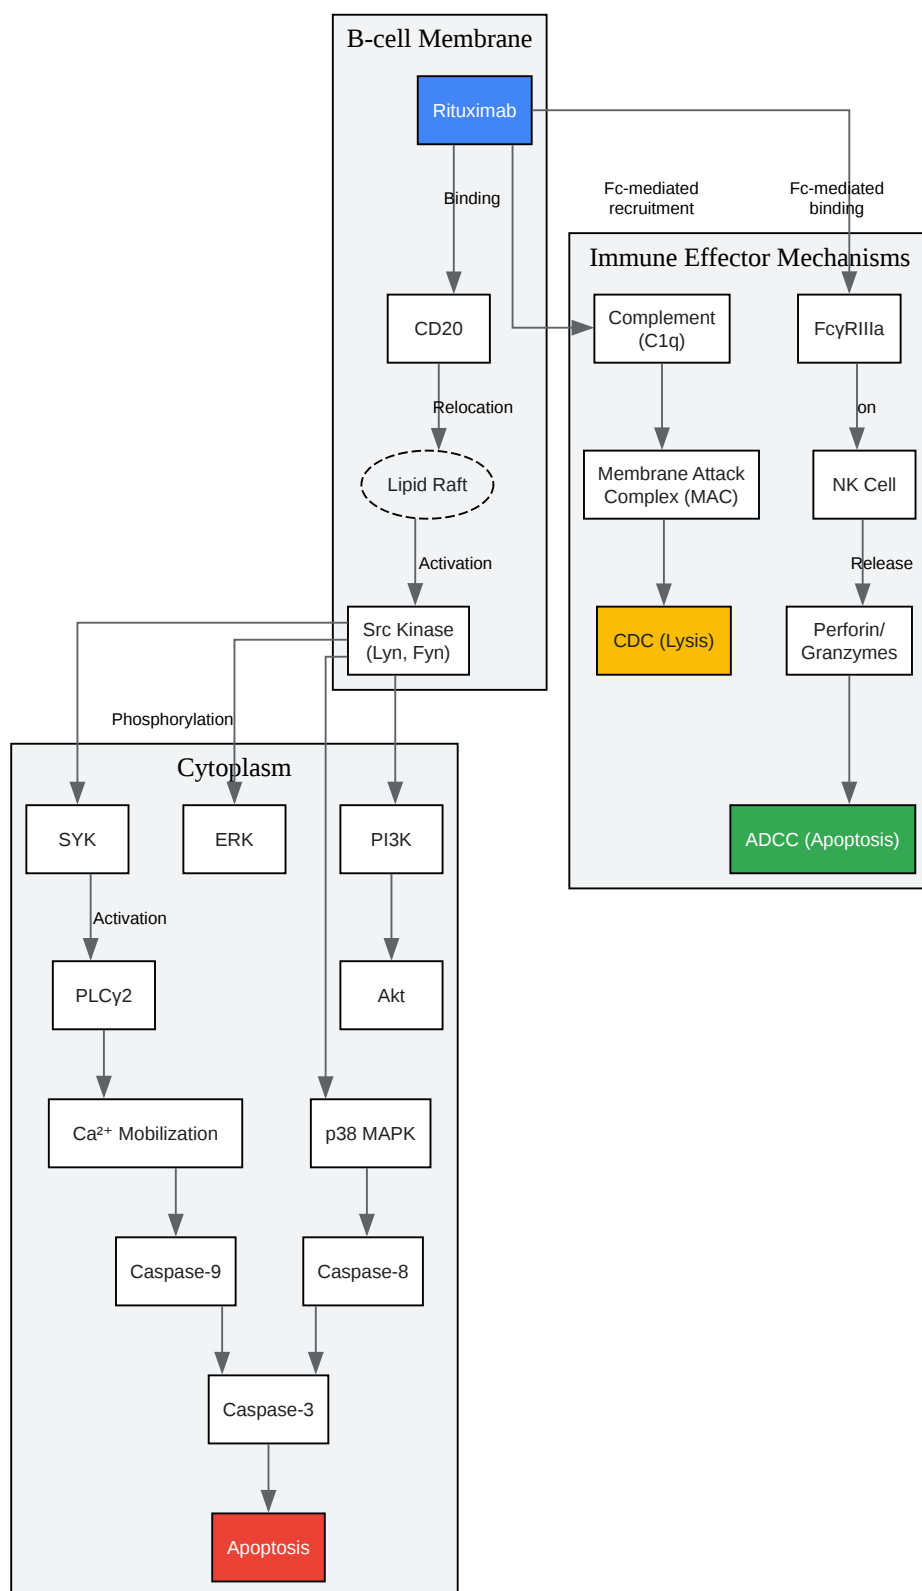 B-cell Membrane
Rituximab
Binding
Fc-mediated
recruitment
Fc-mediated
binding
Immune Effector Mechanisms
CD20
Complement
(C1q)
FcγRIIIa
Relocation
on
Lipid Raft
Membrane Attack
Complex (MAC)
NK Cell
Activation
Release
Src Kinase
(Lyn, Fyn)
CDC (Lysis)
Perforin/
Granzymes
Phosphorylation
Cytoplasm
SYK
ERK
PI3K
ADCC (Apoptosis)
Activation
PLCγ2
Akt
Ca²⁺ Mobilization
p38 MAPK
Caspase-9
Caspase-8
Caspase-3
Apoptosis